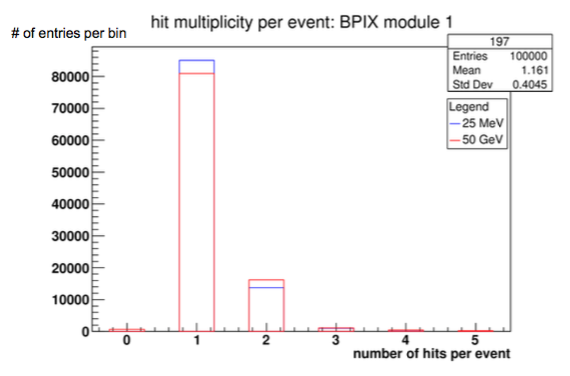 hit multiplicity per event: BPIX module 1
# of entries per bin
197
Entries 100000
Mean 1.161
Std Dev 0.4045
Legend
25 MeV
50 GeV
80000
70000
60000
50000
40000
30000
20000
10000
0
0 1 2 3 4 5
number of hits per event